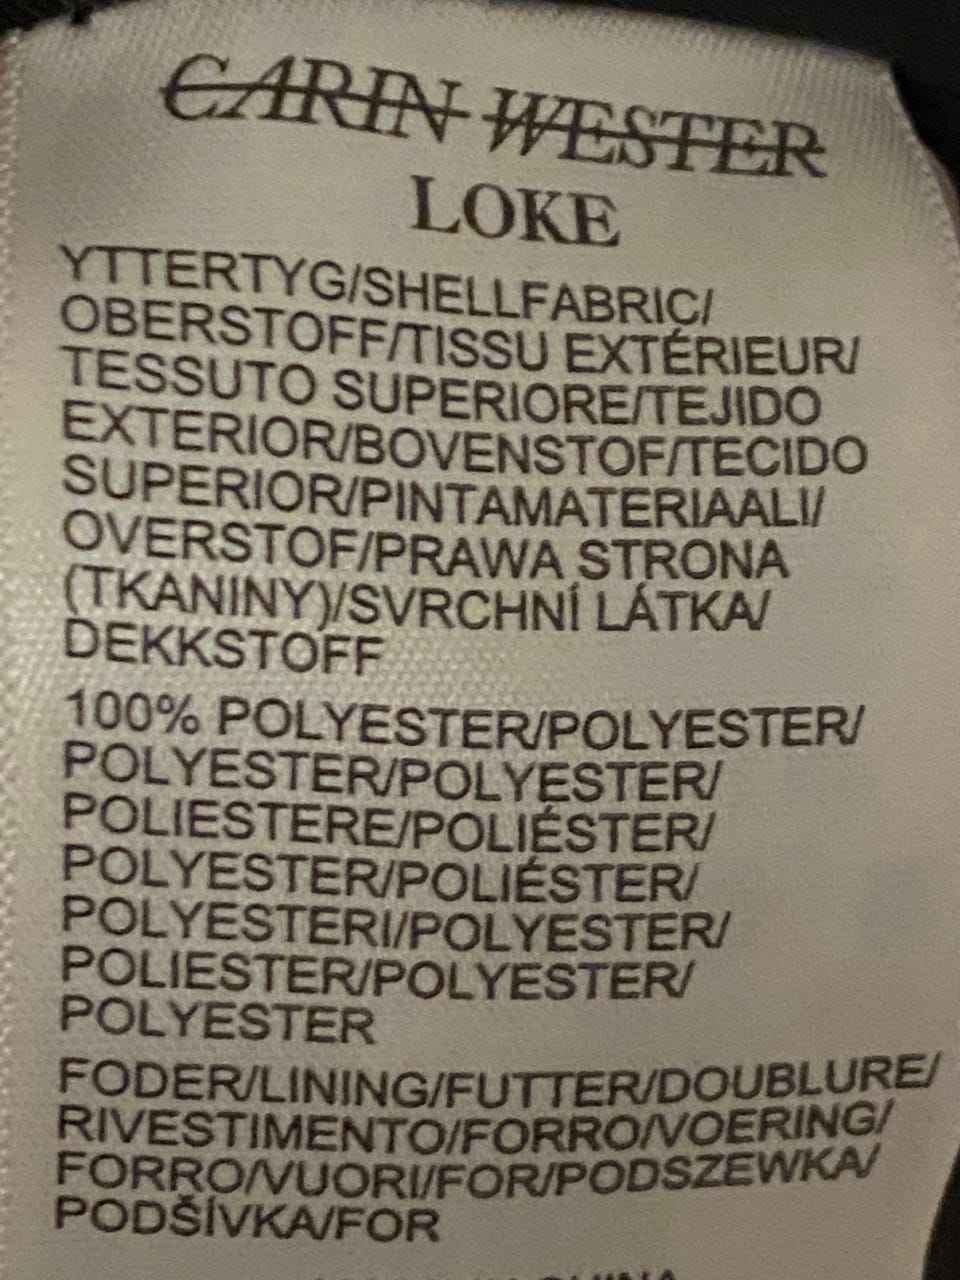 CARIN WESTER
LOKE
YTTERTYG/SHELLFABRIC/
OBERSTOFF/TISSU EXTÉRIEUR/
TESSUTO SUPERIORE/TEJIDO
EXTERIOR/BOVENSTOF/TECIDO
SUPERIOR/PINTAMATERIAALI/
OVERSTOF/PRAWA STRONA
(TKANINY)/SVRCHNÍ LÁTKA/
DEKKSTOFF
100% POLYESTER/POLYESTER/
POLYESTER/POLYESTER/
POLIESTERE/POLIÉSTER/
POLYESTER/POLIÉSTER/
POLYESTERI/POLYESTER/
POLIESTER/POLYESTER/
POLYESTER
FODER/LINING/FUTTER/DOUBLURE/
RIVESTIMENTO/FORRO/VOERING/
FORRO/VUORI/FOR/PODSZEWKA/
PODŠÍVKA/FOR